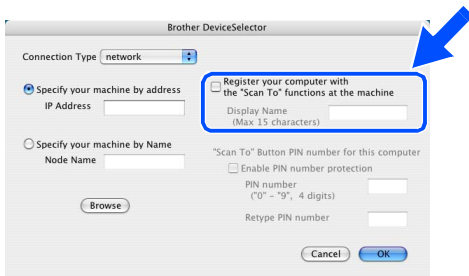 Brother DeviceSelector
Connection Type network
Specify your machine by address
IP Address
Specify your machine by Name
Node Name
Browse
Register your computer with
the "Scan To" functions at the machine
Display Name
(Max 15 characters)
"Scan To" Button PIN number for this computer
Enable PIN number protection
PIN number
("0" – "9", 4 digits)
Retype PIN number
Cancel OK